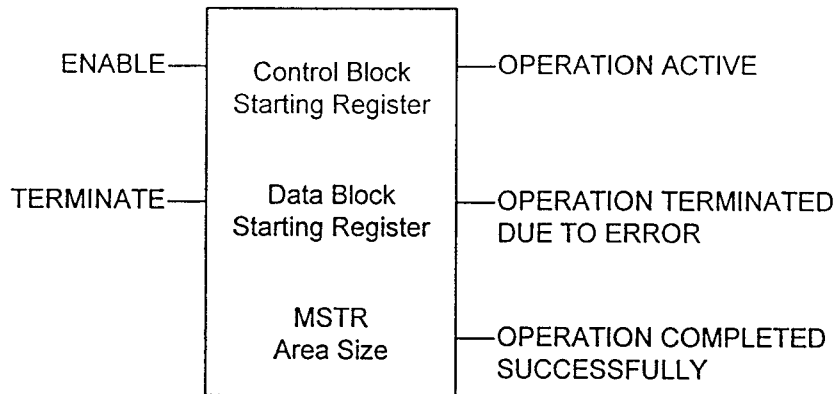 ENABLE
Control Block
Starting Register
OPERATION ACTIVE
TERMINATE
Data Block
Starting Register
OPERATION TERMINATED
DUE TO ERROR
MSTR
Area Size
OPERATION COMPLETED
SUCCESSFULLY